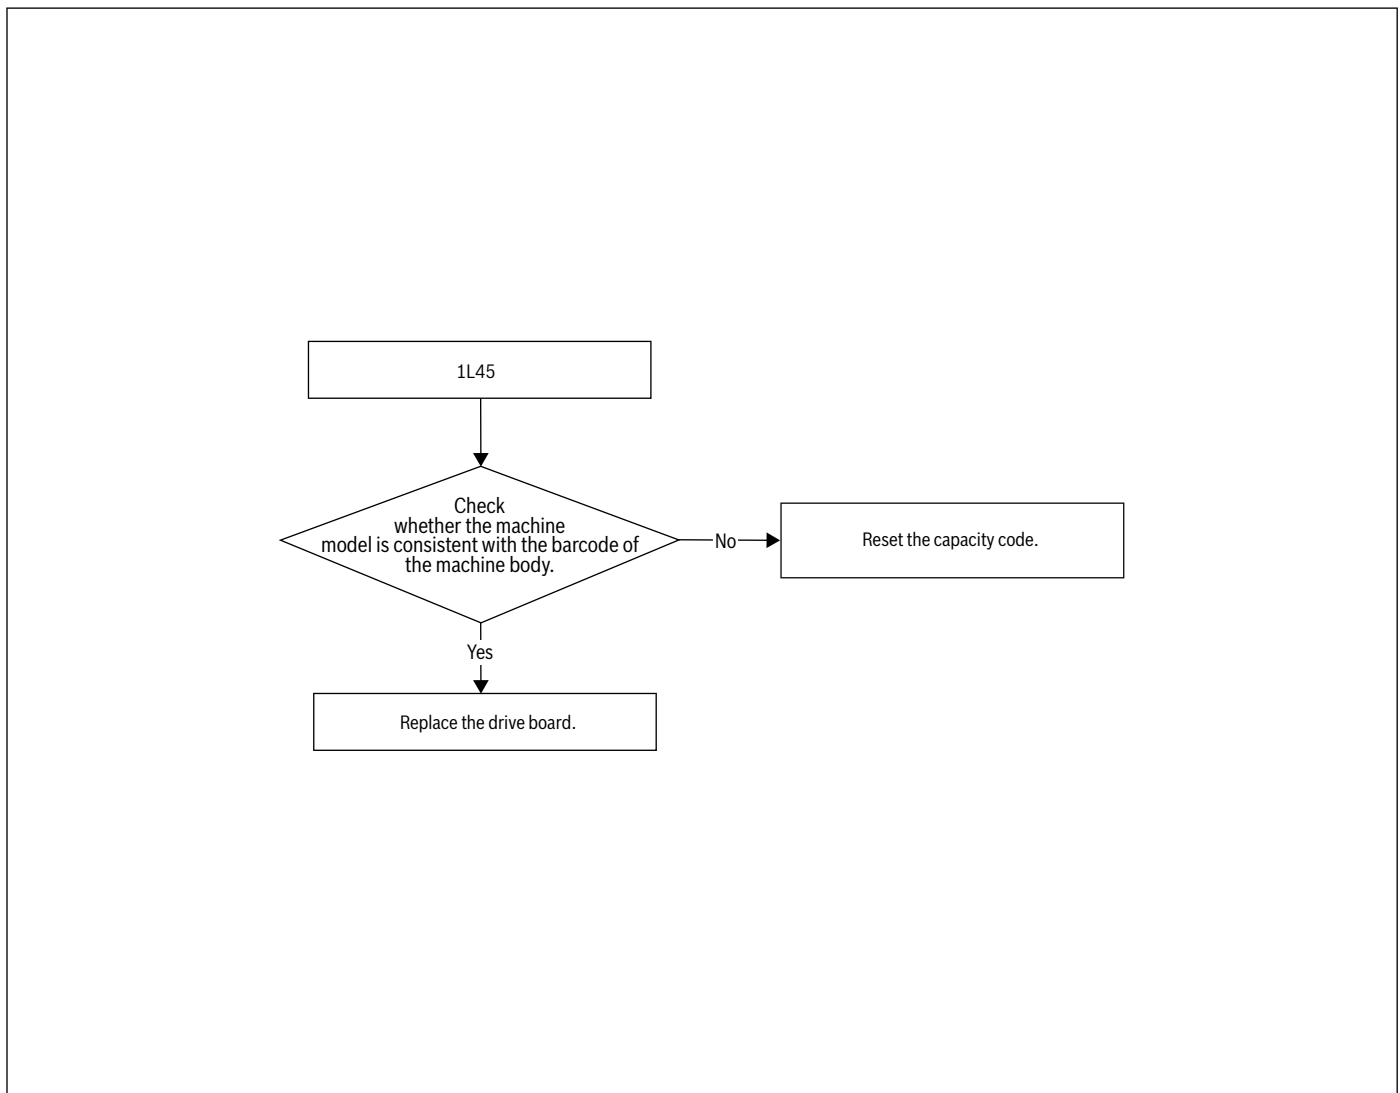 1L45
Check
whether the machine
model is consistent with the barcode of
the machine body.
No
Reset the capacity code.
Yes
Replace the drive board.